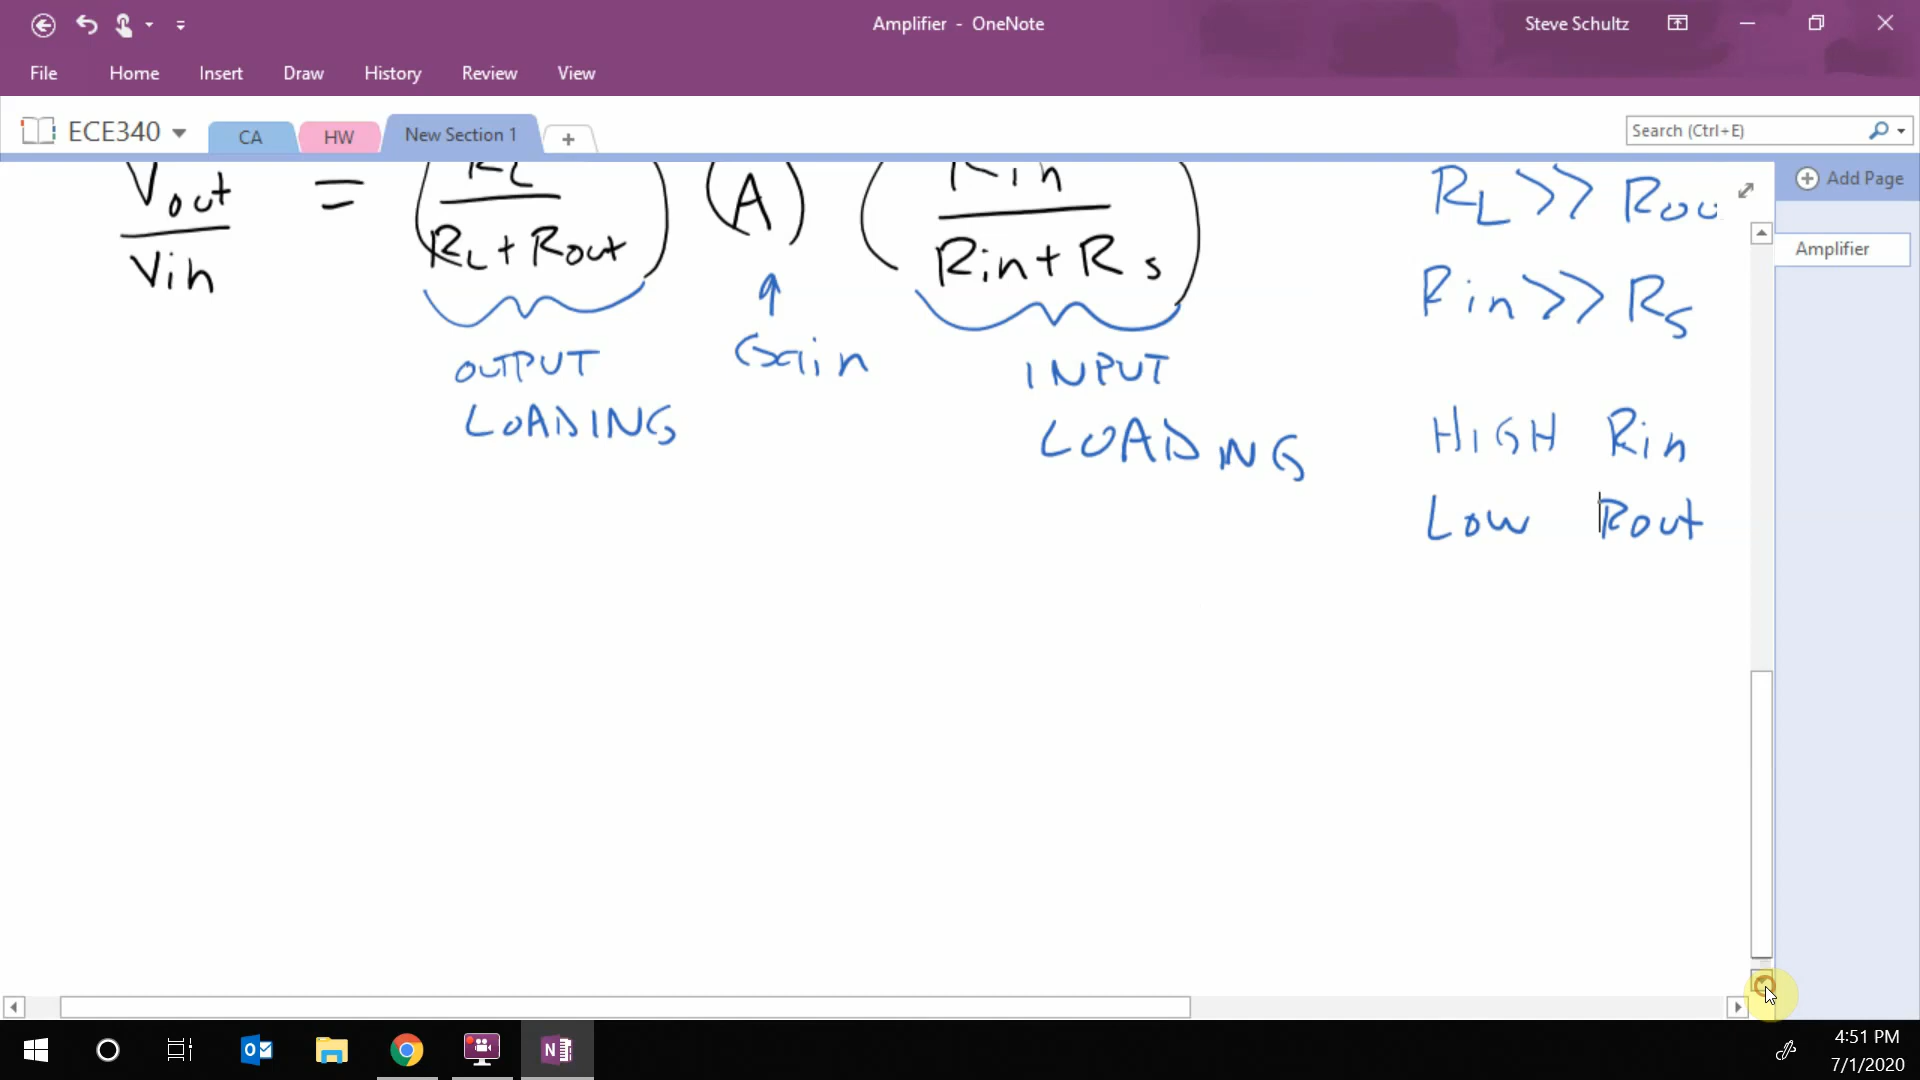 Amplifier - OneNote
Steve Schultz
File Home Insert Draw History Review View
ECE340 CA HW New Section 1
Search (Ctrl+E)
Add Page
Amplifier
Vout / Vin = (RL / RL + Rout) (A) (Rin / Rin + Rs)
OUTPUT LOADING
Gain
INPUT LOADING
RL >> Rou
Rin >> Rs
HIGH Rin
Low Rout
4:51 PM
7/1/2020